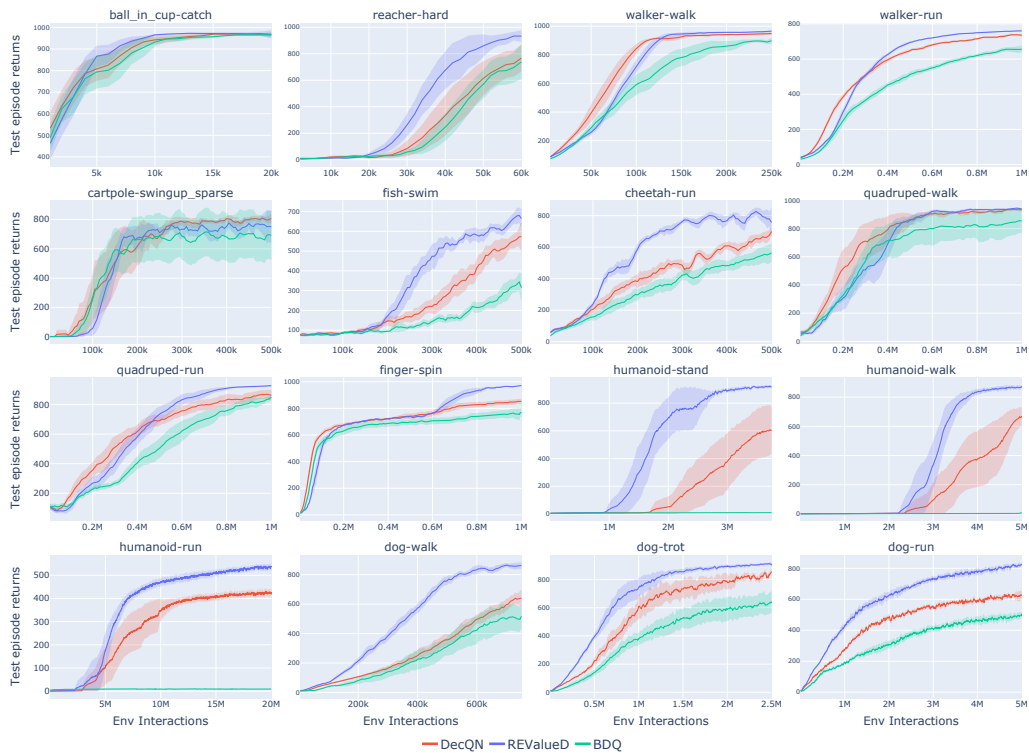 ball_in_cup-catch
reacher-hard
walker-walk
walker-run
Test episode returns
1000
900
800
700
600
500
400
5k
10k
15k
20k
1000
800
600
400
200
0
10k
20k
30k
40k
50k
60k
1000
800
600
400
200
50k
100k
150k
200k
250k
800
600
400
200
0.2M
0.4M
0.6M
0.8M
1M
cartpole-swingup_sparse
fish-swim
cheetah-run
quadruped-walk
Test episode returns
800
600
400
200
0
100k
200k
300k
400k
500k
700
600
500
400
300
200
100
100k
200k
300k
400k
500k
800
600
400
200
0
100k
200k
300k
400k
500k
1000
800
600
400
200
0
0.2M
0.4M
0.6M
0.8M
1M
quadruped-run
finger-spin
humanoid-stand
humanoid-walk
Test episode returns
800
600
400
200
0.2M
0.4M
0.6M
0.8M
1M
1000
800
600
400
200
0
0.2M
0.4M
0.6M
0.8M
1M
800
600
400
200
0
1M
2M
3M
800
600
400
200
0
1M
2M
3M
4M
5M
humanoid-run
dog-walk
dog-trot
dog-run
Test episode returns
500
400
300
200
100
0
5M
10M
15M
20M
800
600
400
200
0
200k
400k
600k
800
600
400
200
0
0.5M
1M
1.5M
2M
2.5M
800
600
400
200
0
1M
2M
3M
4M
5M
Env Interactions
Env Interactions
Env Interactions
Env Interactions
DecQN
REValueD
BDQ